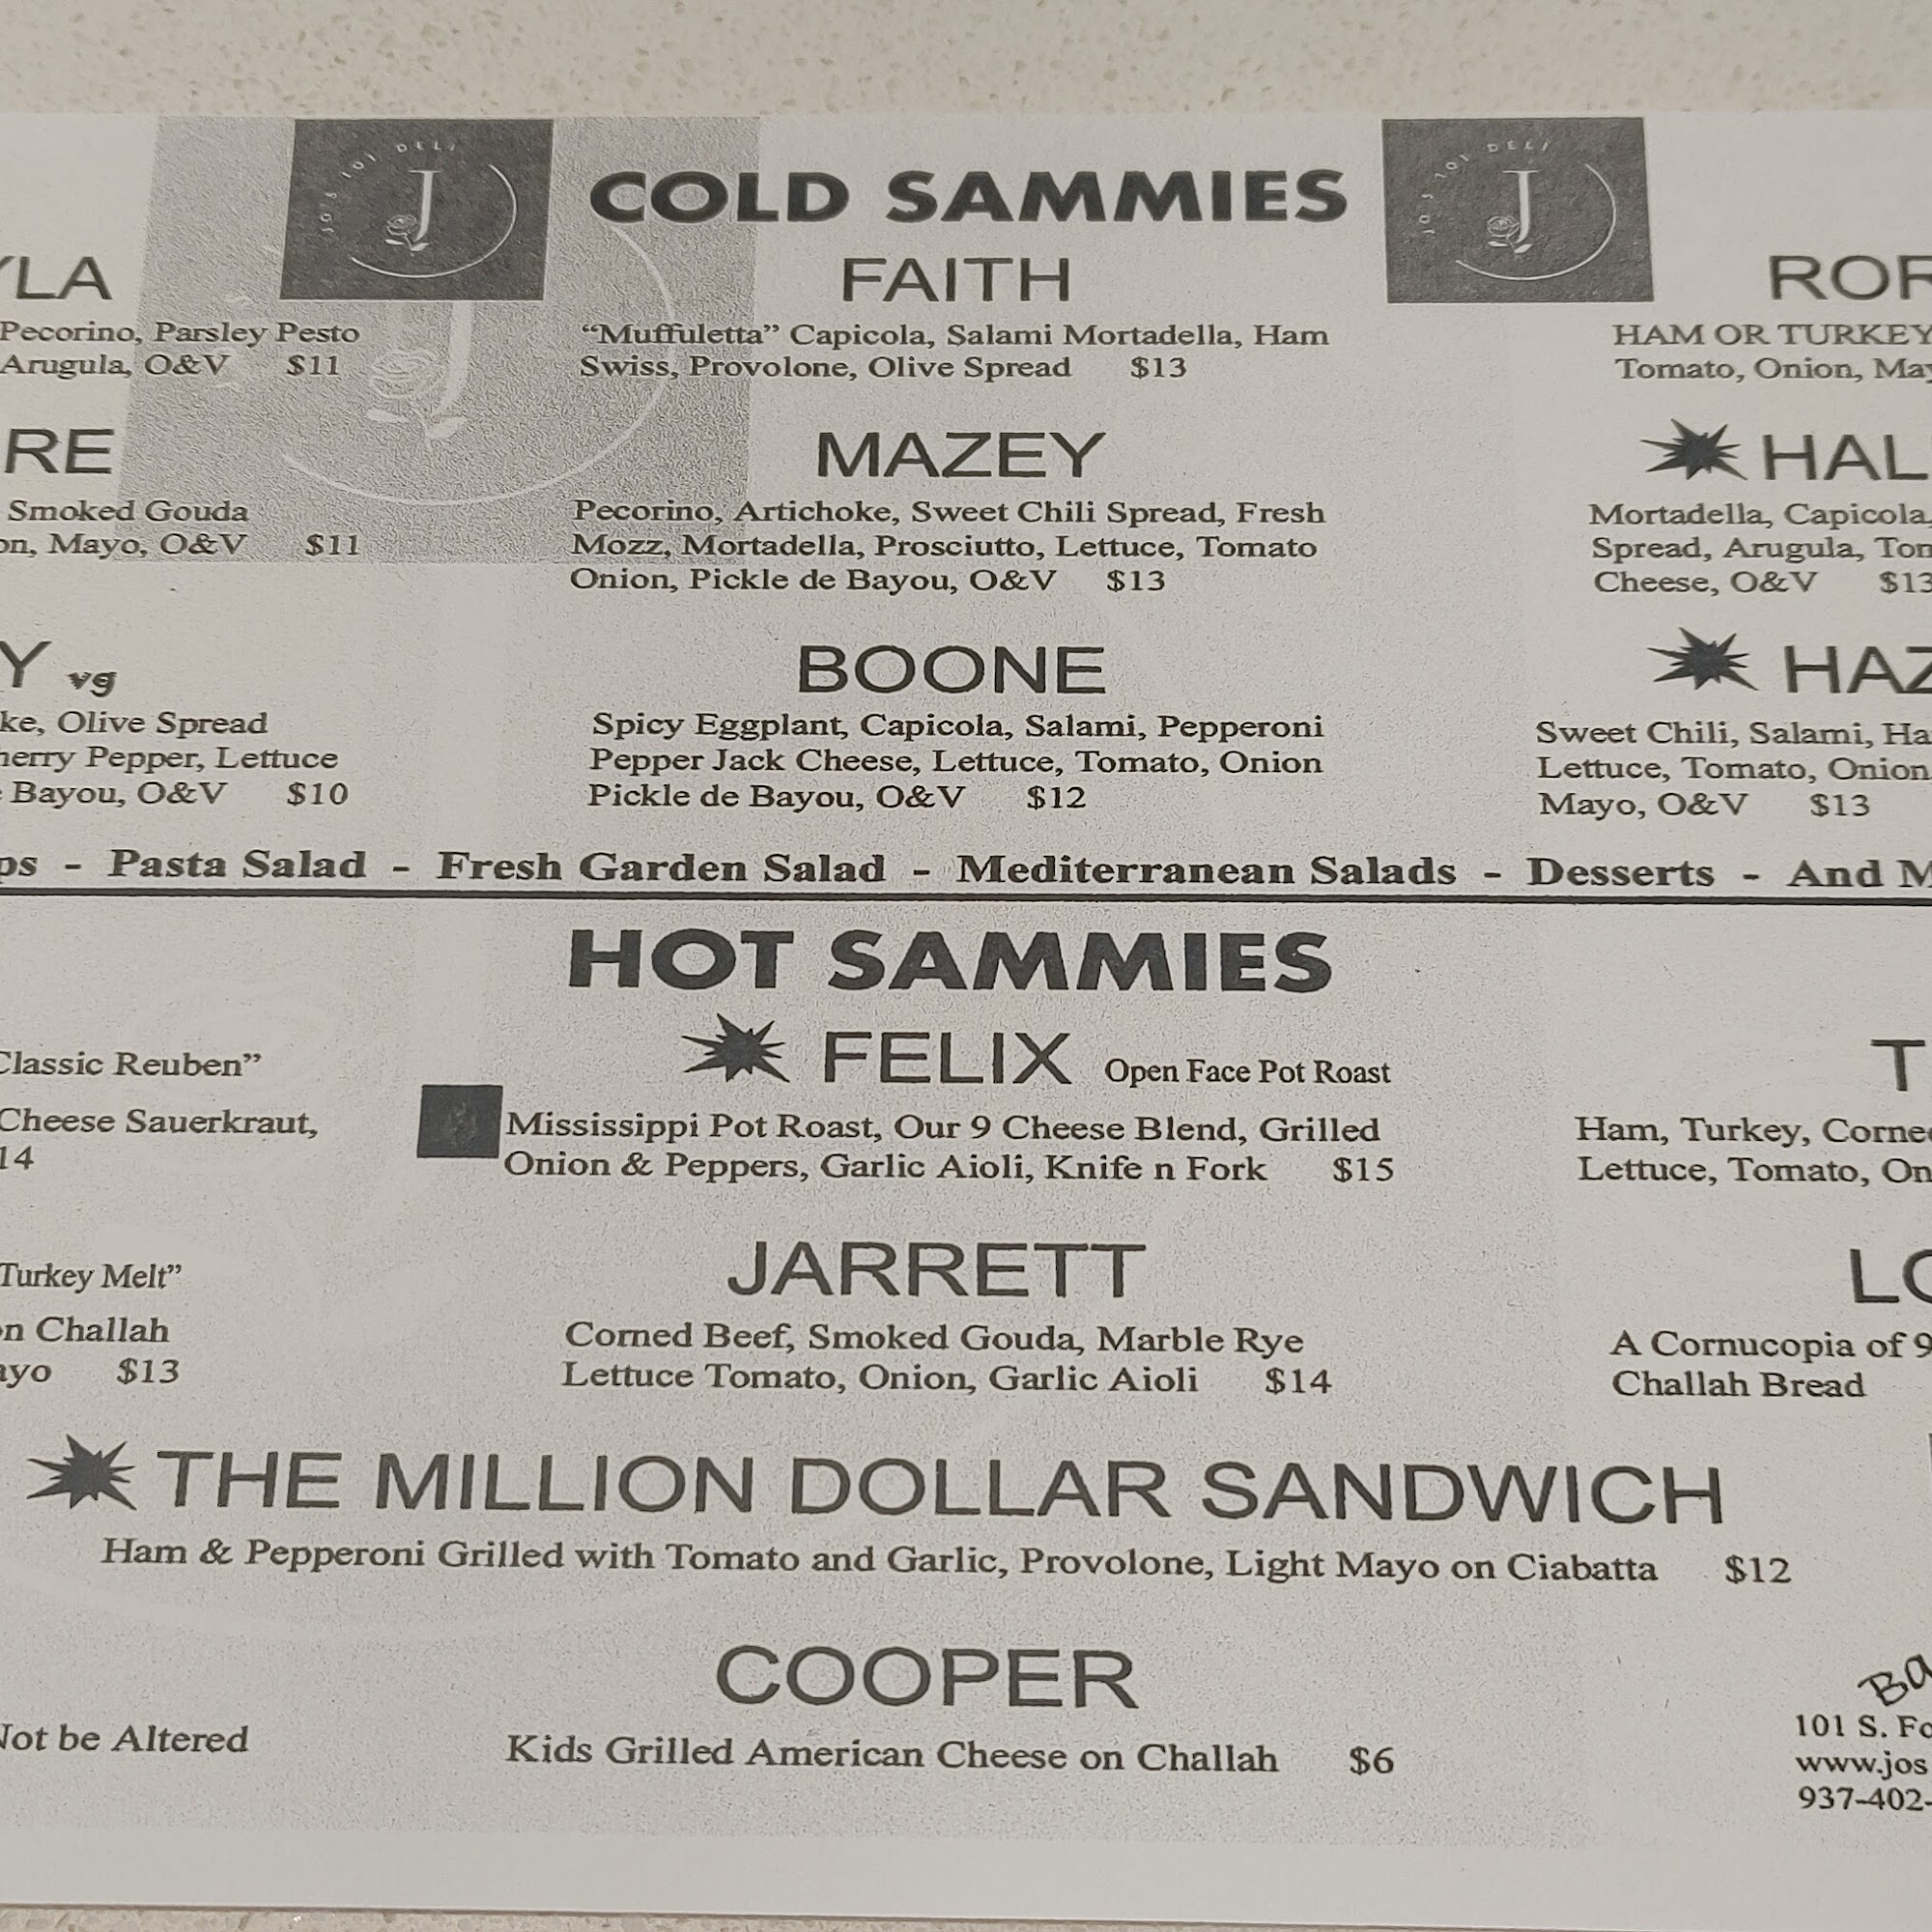 JO'S 101 DELI
J
COLD SAMMIES
JO'S 101 DELI
J
YLA
Pecorino, Parsley Pesto
Arugula, O&V $11
FAITH
“Muffuletta” Capicola, Salami Mortadella, Ham
Swiss, Provolone, Olive Spread $13
HAM OR TURKEY
Tomato, Onion,
RE
Smoked Gouda
Mayo, O&V $11
MAZEY
Pecorino, Artichoke, Sweet Chili Spread, Fresh
Mozz, Mortadella, Prosciutto, Lettuce, Tomato
Onion, Pickle de Bayou, O&V $13
HAL
Mortadella, Capicola
Spread, Arugula,
Cheese, O&V $13
Y vg
Olive Spread
Pepper, Lettuce
Bayou, O&V $10
BOONE
Spicy Eggplant, Capicola, Salami, Pepperoni
Pepper Jack Cheese, Lettuce, Tomato, Onion
Pickle de Bayou, O&V $12
HAZ
Sweet Chili, Salami,
Lettuce, Tomato, Onion
Mayo, O&V $13
- Pasta Salad - Fresh Garden Salad - Mediterranean Salads - Desserts - And M
HOT SAMMIES
Classic Reuben”
Cheese Sauerkraut,
14
FELIX Open Face Pot Roast
Mississippi Pot Roast, Our 9 Cheese Blend, Grilled
Onion & Peppers, Garlic Aioli, Knife n Fork $15
T
Ham, Turkey, Corne
Lettuce, Tomato, On
Turkey Melt”
on Challah
ayo $13
JARRETT
Corned Beef, Smoked Gouda, Marble Rye
Lettuce Tomato, Onion, Garlic Aioli $14
LO
A Cornucopia of 9
Challah Bread
THE MILLION DOLLAR SANDWICH
Ham & Pepperoni Grilled with Tomato and Garlic, Provolone, Light Mayo on Ciabatta $12
Not be Altered
COOPER
Kids Grilled American Cheese on Challah $6
Ba
101 S. Fo
www.jos
937-402-